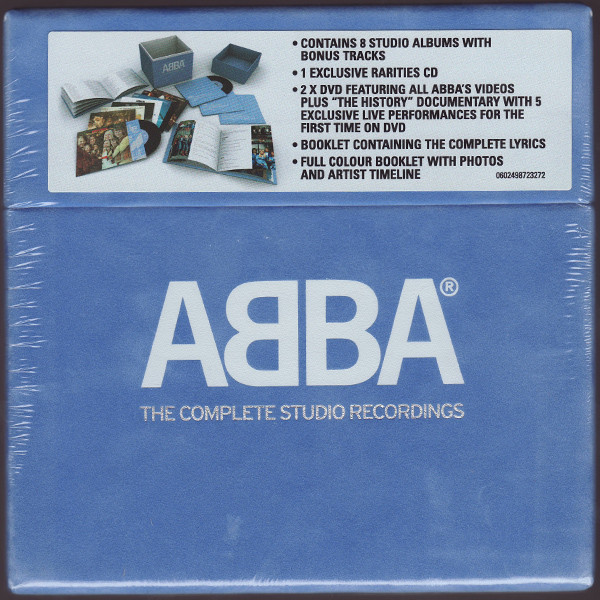 • CONTAINS 8 STUDIO ALBUMS WITH
BONUS TRACKS
• 1 EXCLUSIVE RARITIES CD
• 2 X DVD FEATURING ALL ABBA'S VIDEOS
PLUS "THE HISTORY" DOCUMENTARY WITH 5
EXCLUSIVE LIVE PERFORMANCES FOR THE
FIRST TIME ON DVD
• BOOKLET CONTAINING THE COMPLETE LYRICS
• FULL COLOUR BOOKLET WITH PHOTOS
AND ARTIST TIMELINE
0602498723272
ABBA
ABBA®
THE COMPLETE STUDIO RECORDINGS